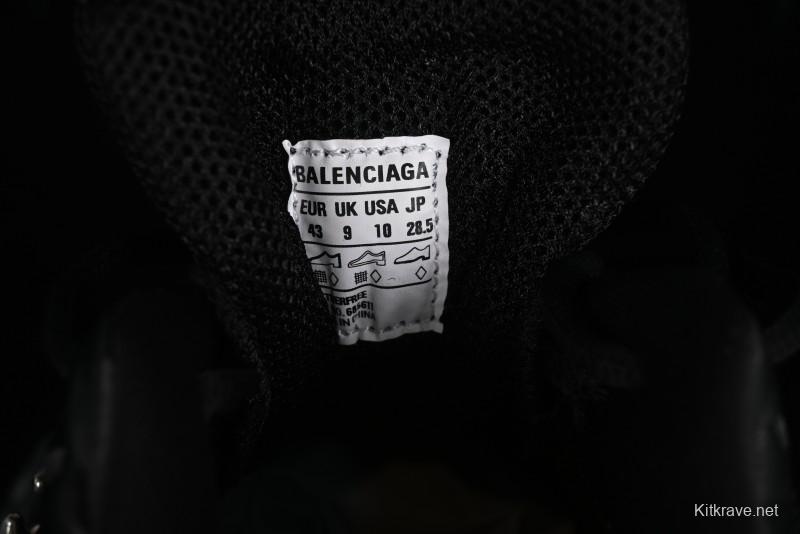 BALENCIAGA
EUR UK USA JP
43 9 10 28.5
Kitkrave.net